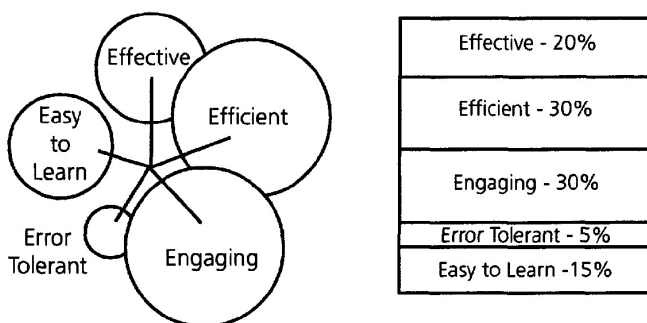 Effective
Efficient
Easy
to
Learn
Error
Tolerant
Engaging
Effective - 20%
Efficient - 30%
Engaging - 30%
Error Tolerant - 5%
Easy to Learn -15%